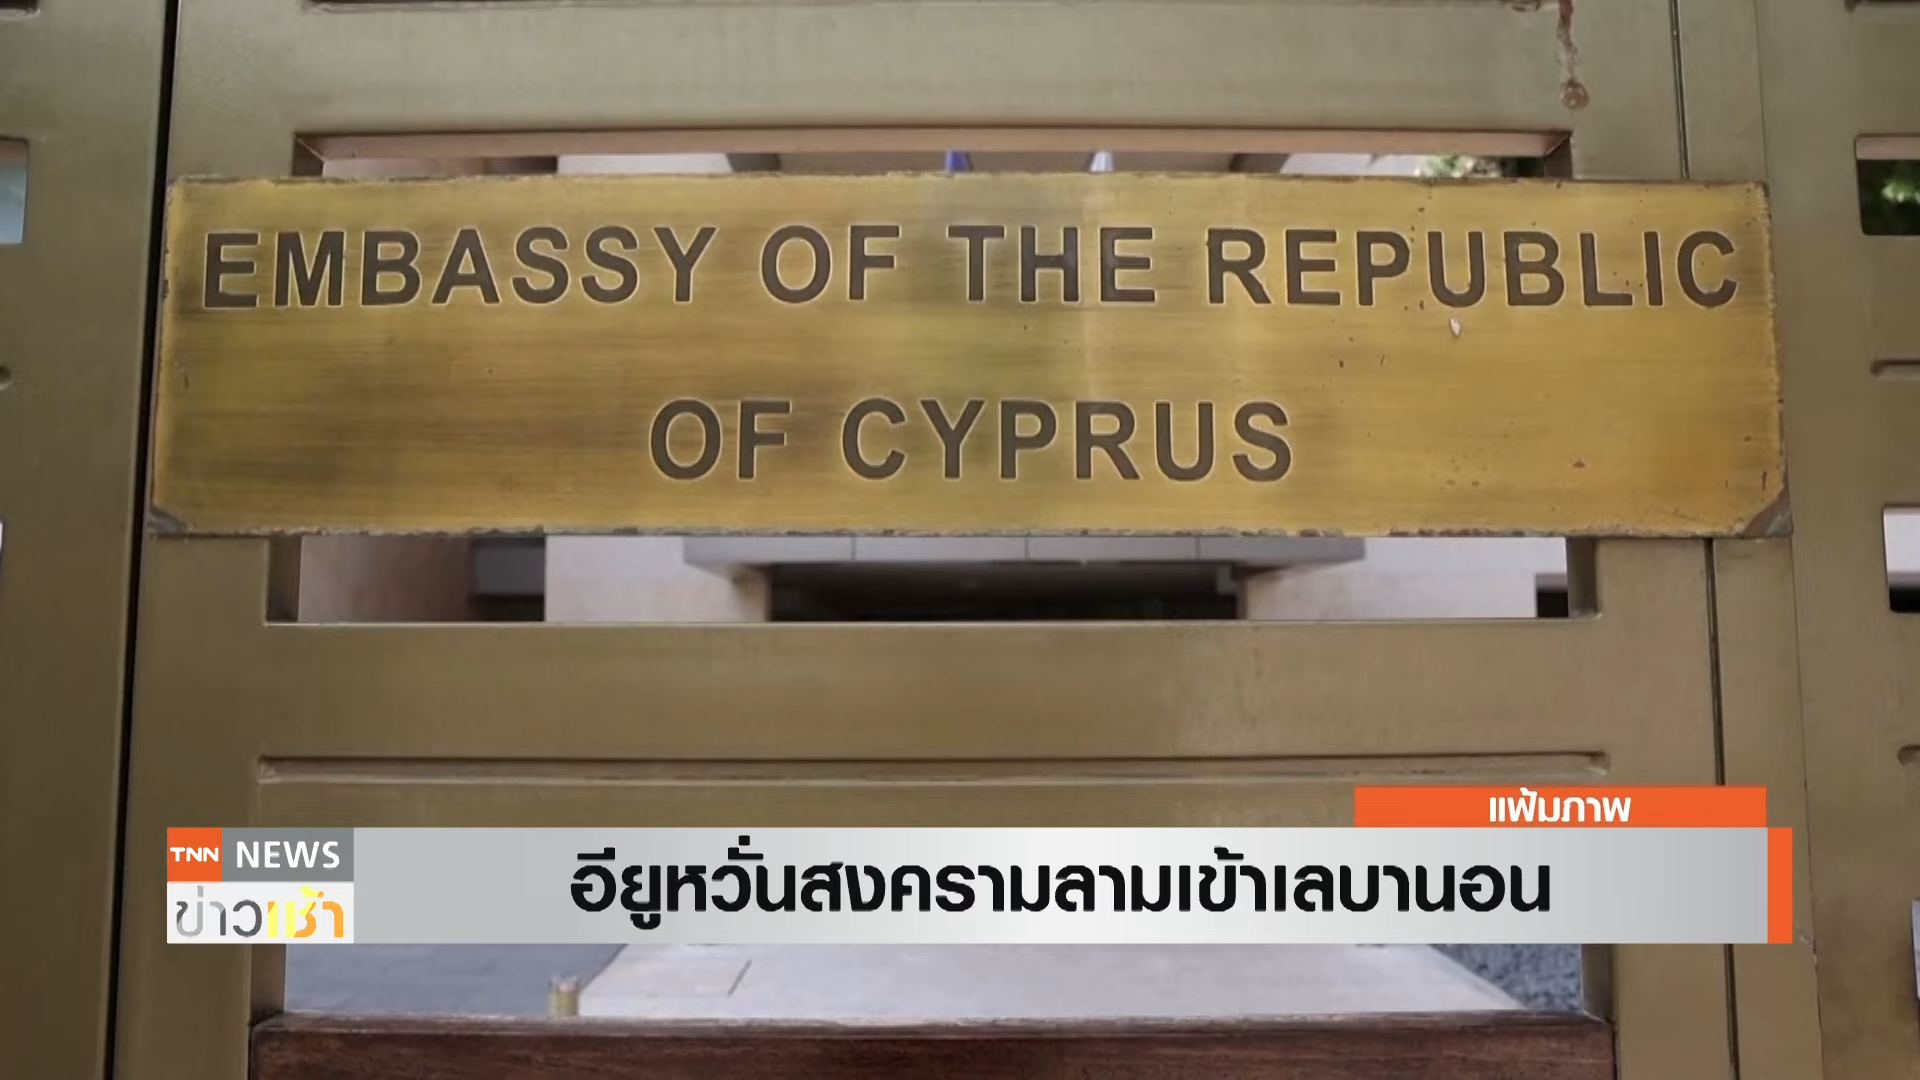 EMBASSY OF THE REPUBLIC
OF CYPRUS
แฟ้มภาพ
TNN NEWS
ข่าวเช้า
อียูหวั่นสงครามลามเข้าเลบานอน